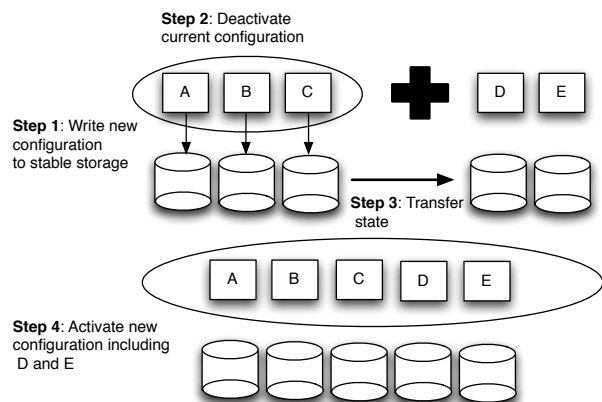 Step 2: Deactivate
current configuration
A B C D E
Step 1: Write new
configuration
to stable storage
Step 3: Transfer
state
A B C D E
Step 4: Activate new
configuration including
D and E